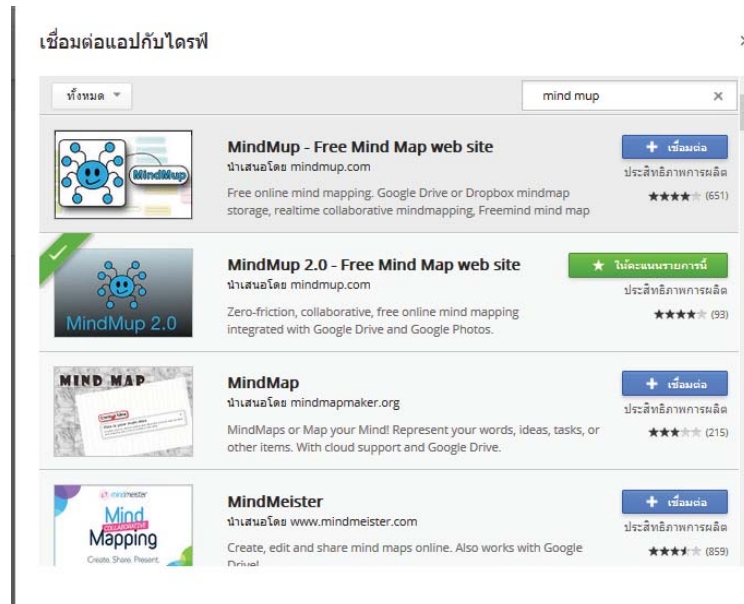 เชื่อมต่อแอปกับไดรฟ์
ทั้งหมด
mind mup
MindMup
MindMup - Free Mind Map web site
นำเสนอโดย mindmup.com
Free online mind mapping. Google Drive or Dropbox mindmap
storage, realtime collaborative mindmapping, Freemind mind map
เชื่อมต่อ
ประสิทธิภาพการผลิต
(651)
MindMup 2.0
MindMup 2.0 - Free Mind Map web site
นำเสนอโดย mindmup.com
Zero-friction, collaborative, free online mind mapping
integrated with Google Drive and Google Photos.
ให้คะแนนรายการนี้
ประสิทธิภาพการผลิต
(93)
MIND MAP
MindMap
นำเสนอโดย mindmapmaker.org
MindMaps or Map your Mind! Represent your words, ideas, tasks, or
other items. With cloud support and Google Drive.
เชื่อมต่อ
ประสิทธิภาพการผลิต
(215)
mindmeister
Mind
COLLABORATIVE
Mapping
Create. Share. Present.
MindMeister
นำเสนอโดย www.mindmeister.com
Create, edit and share mind maps online. Also works with Google
Drive!
เชื่อมต่อ
ประสิทธิภาพการผลิต
(859)